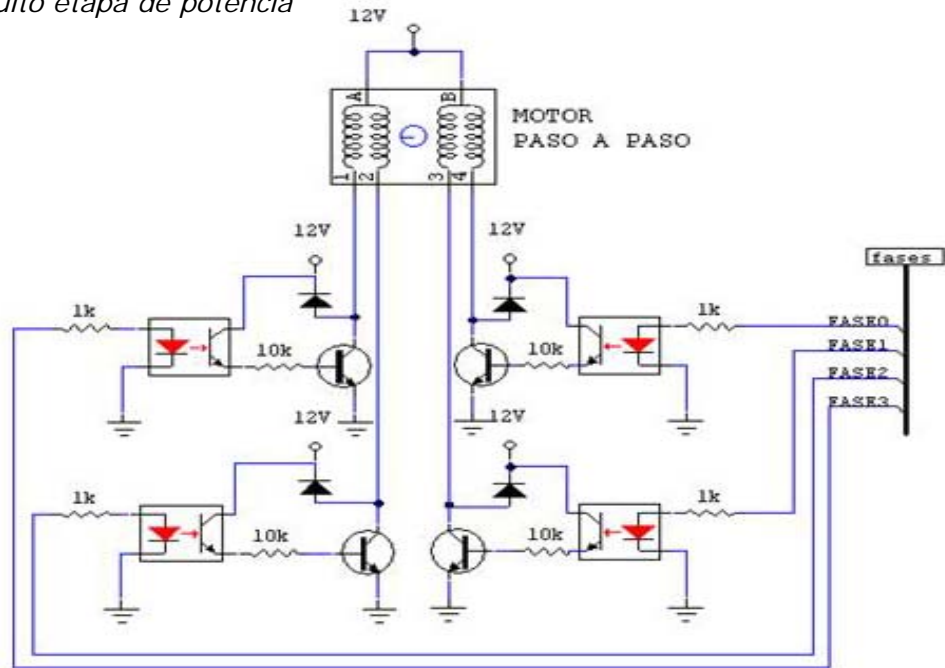 etapa de potencia
12V
A
B
MOTOR
PASO A PASO
1
2
3
4
12V
12V
fases
1k
1k
FASE0
10k
10k
FASE1
FASE2
12V
12V
FASE3
1k
1k
10k
10k